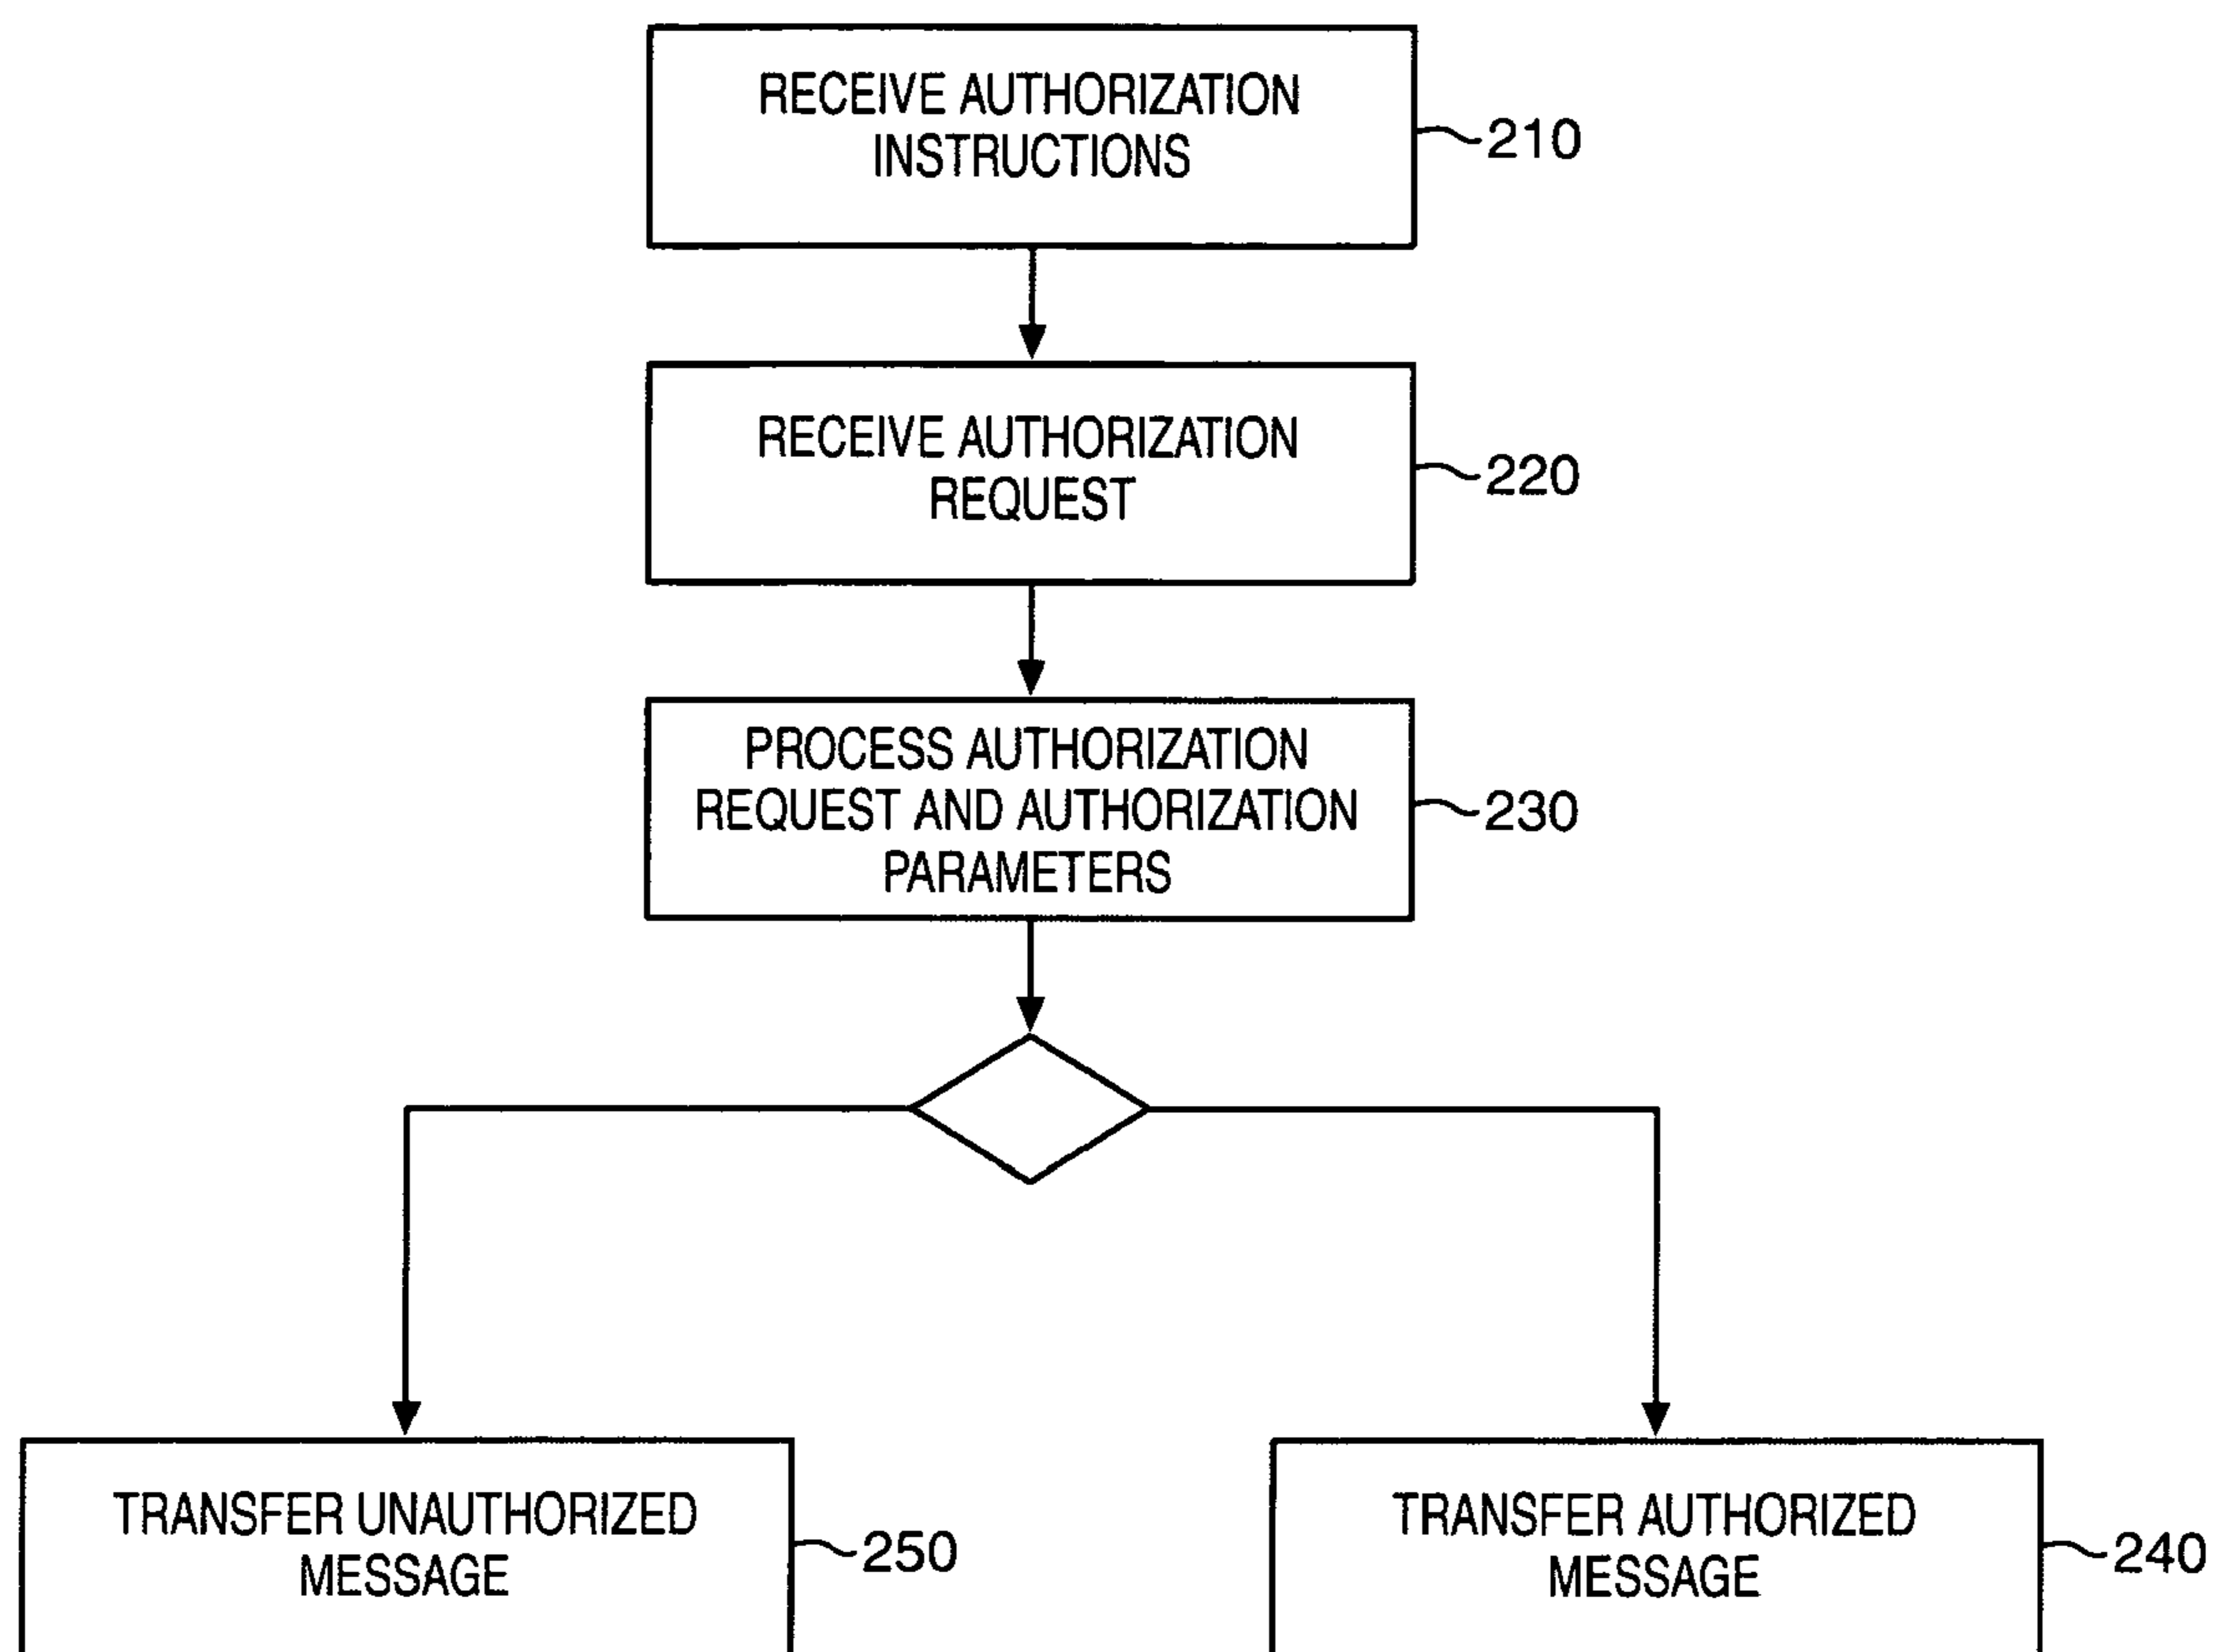 RECEIVE AUTHORIZATION
INSTRUCTIONS
210
RECEIVE AUTHORIZATION
REQUEST
220
PROCESS AUTHORIZATION
REQUEST AND AUTHORIZATION
PARAMETERS
230
TRANSFER UNAUTHORIZED
MESSAGE
250
TRANSFER AUTHORIZED
MESSAGE
240